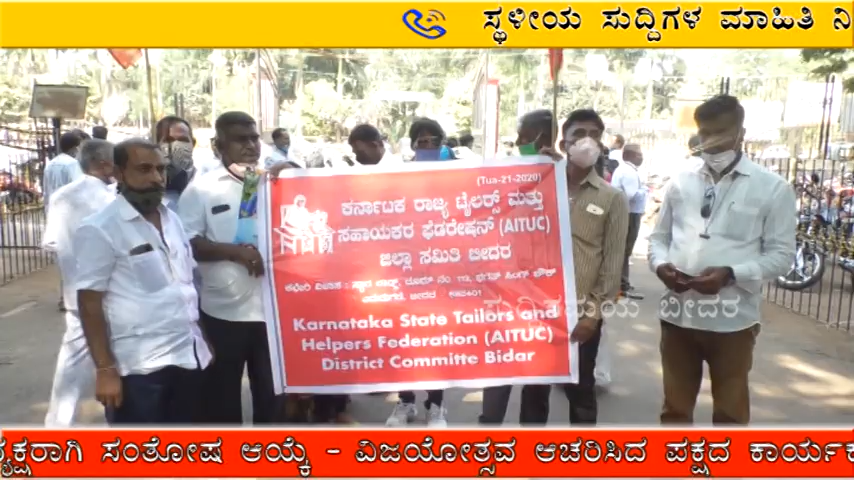 ಸ್ಥಳೀಯ ಸುದ್ದಿಗಳ ಮಾಹಿತಿ ನಿ
(Tua-21-2020)
ಕರ್ನಾಟಕ ರಾಜ್ಯ ಟೈಲರ್ಸ್ ಮತ್ತು
ಸಹಾಯಕರ ಫೆಡರೇಷನ್ (AITUC)
ಜಿಲ್ಲಾ ಸಮಿತಿ ಬೀದರ
Karnataka State Tailors and
Helpers Federation (AITUC)
District Committe Bidar
ಬೀದರ
ಕ್ಷರಾಗಿ ಸಂತೋಷ ಆಯ್ಕೆ - ವಿಜಯೋತ್ಸವ ಆಚರಿಸಿದ ಪಕ್ಷದ ಕಾರ್ಯಕ